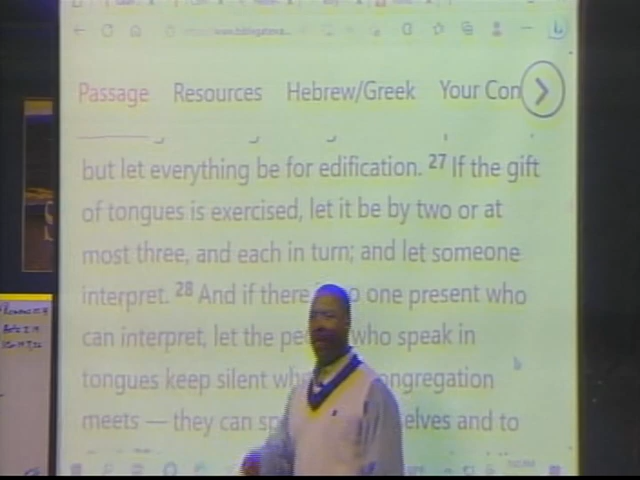 Passage Resources Hebrew/Greek Your Con
but let everything be for edification. 27 If the gift
of tongues is exercised, let it be by two or at
most three, and each in turn; and let someone
interpret. 28 And if there o one present who
can interpret, let the pe who speak in
tongues keep silent wh ongregation
meets — they can sp elves and to